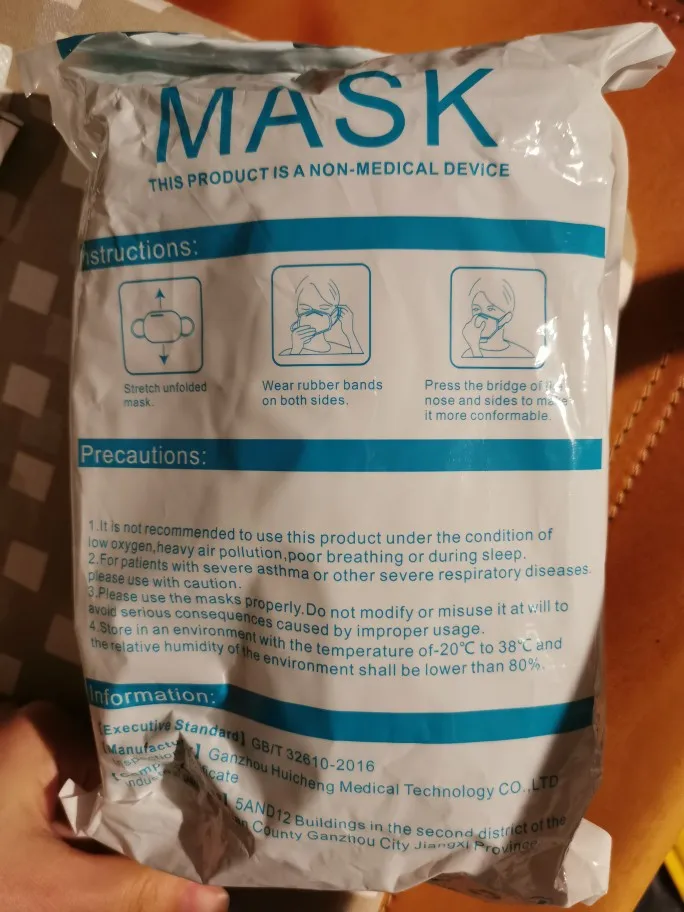 MASK
THIS PRODUCT IS A NON-MEDICAL DEVICE
nstructions:
Stretch unfolded
mask.
Wear rubber bands
on both sides.
Press the bridge of
nose and sides to
it more conformable.
Precautions:
1.It is not recommended to use this product under the condition of
low oxygen,heavy air pollution,poor breathing or during sleep.
2.For patients with severe asthma or other severe respiratory diseases.
please use with caution.
3.Please use the masks properly.Do not modify or misuse it at will to
avoid serious consequences caused by improper usage.
4.Store in an environment with the temperature of-20℃ to 38℃ and
the relative humidity of the environment shall be lower than 80%.
Information:
[Executive Standard] GB/T 32610-2016
Ganzhou Huicheng Medical Technology CO.,LTD
5AND12 Buildings in the second district of the
County Ganzhou City Jiangxi Province